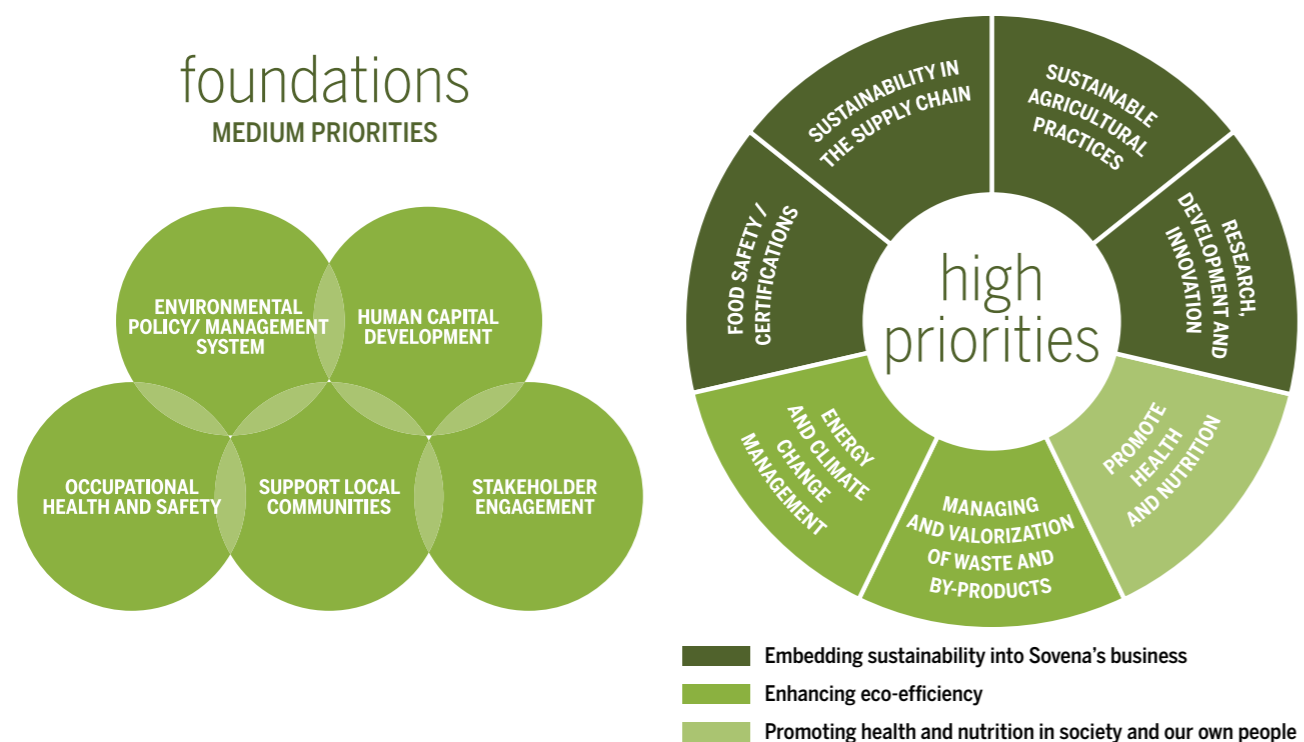 foundations
MEDIUM PRIORITIES
ENVIRONMENTAL
POLICY/ MANAGEMENT
SYSTEM
HUMAN CAPITAL
DEVELOPMENT
OCCUPATIONAL
HEALTH AND SAFETY
SUPPORT LOCAL
COMMUNITIES
STAKEHOLDER
ENGAGEMENT
high
priorities
SUSTAINABILITY IN
THE SUPPLY CHAIN
SUSTAINABLE
AGRICULTURAL
PRACTICES
RESEARCH,
DEVELOPMENT AND
INNOVATION
PROMOTE
HEALTH
AND NUTRITION
MANAGING
AND VALORIZATION
OF WASTE AND
BY-PRODUCTS
ENERGY
AND CLIMATE
CHANGE
MANAGEMENT
FOOD SAFETY /
CERTIFICATIONS
Embedding sustainability into Sovena's business
Enhancing eco-efficiency
Promoting health and nutrition in society and our own people